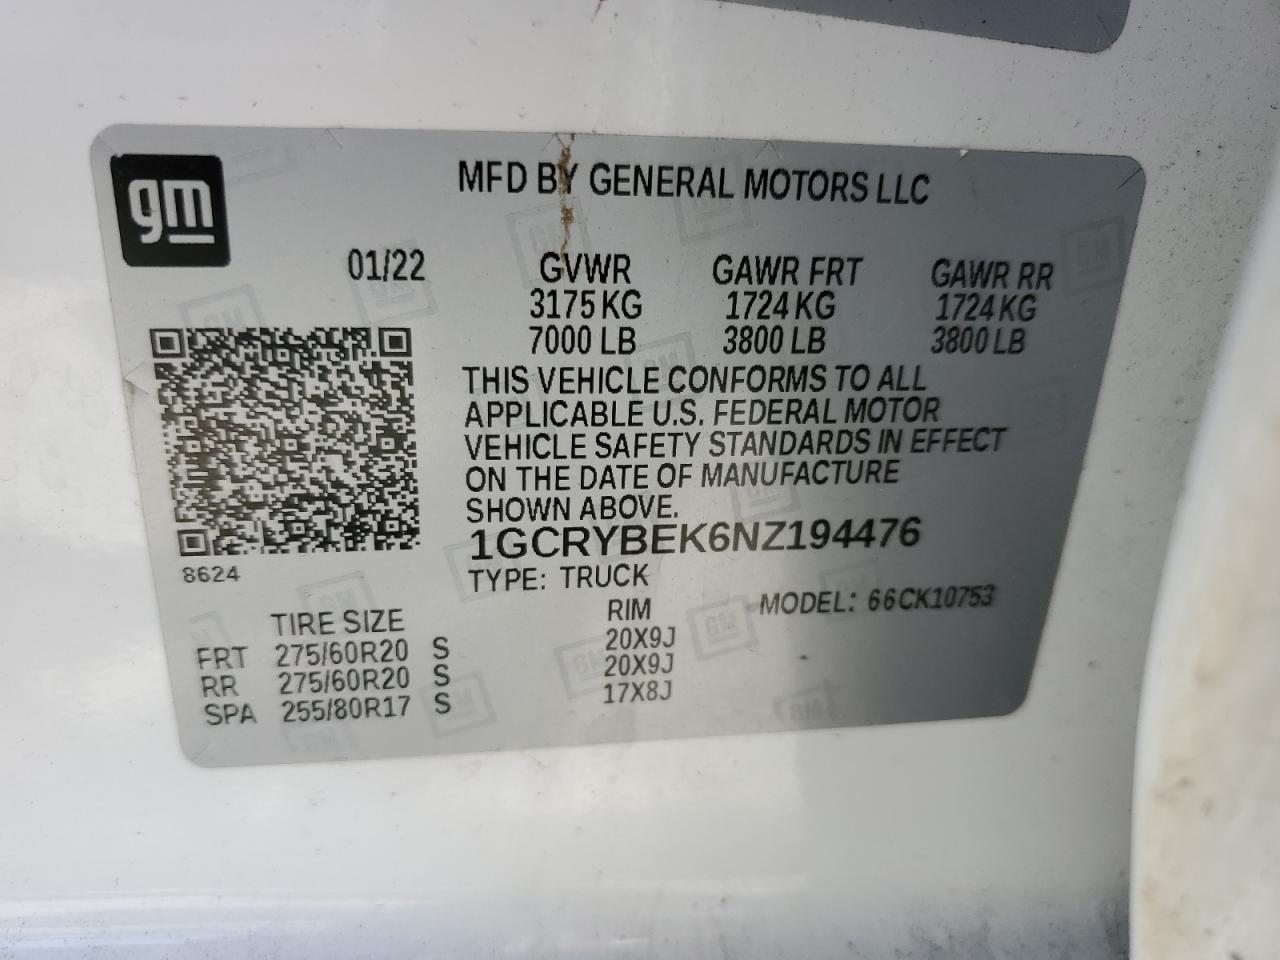 gm
MFD BY GENERAL MOTORS LLC
01/22 GVWR GAWR FRT GAWR RR
3175 KG 1724 KG 1724 KG
7000 LB 3800 LB 3800 LB
THIS VEHICLE CONFORMS TO ALL
APPLICABLE U.S. FEDERAL MOTOR
VEHICLE SAFETY STANDARDS IN EFFECT
ON THE DATE OF MANUFACTURE
SHOWN ABOVE.
1GCRYBEK6NZ194476
8624
TYPE: TRUCK
TIRE SIZE RIM MODEL: 66CK10753
FRT 275/60R20 S 20X9J
RR 275/60R20 S 20X9J
SPA 255/80R17 S 17X8J